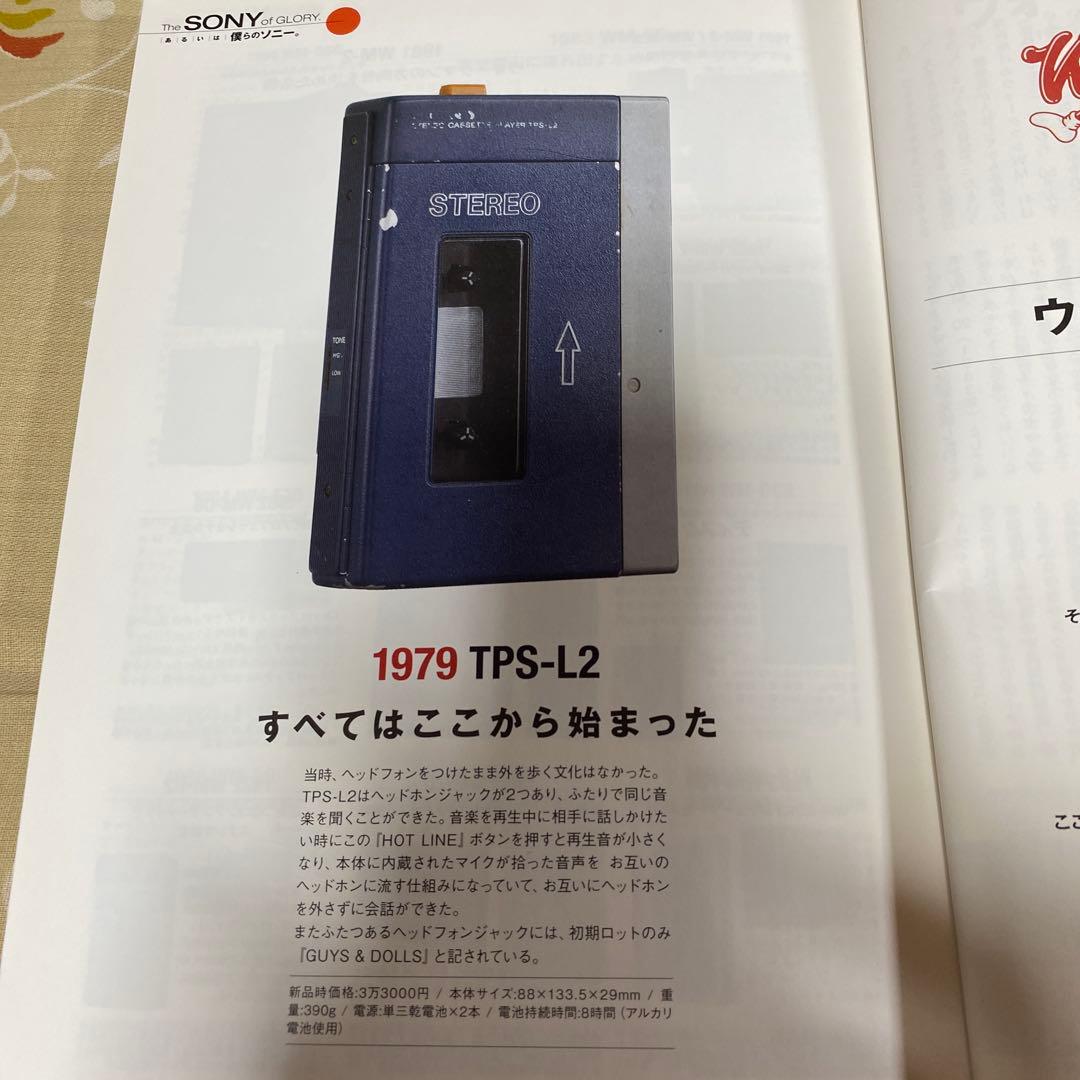 The SONY of GLORY.
あるいは 僕らのソニー。
STEREO CASSETTE PLAYER TPS-L2
STEREO
TONE
LOW
1979 TPS-L2
すべてはここから始まった
当時、ヘッドフォンをつけたまま外を歩く文化はなかった。
TPS-L2はヘッドホンジャックが2つあり、ふたりで同じ音
楽を聞くことができた。音楽を再生中に相手に話しかけた
い時にこの『HOT LINE』ボタンを押すと再生音が小さく
なり、本体に内蔵されたマイクが拾った音声を お互いの
ヘッドホンに流す仕組みになっていて、お互いにヘッドホン
を外さずに会話ができた。
またふたつあるヘッドフォンジャックには、初期ロットのみ
『GUYS & DOLLS』と記されている。
新品時価格:3万3000円 / 本体サイズ:88×133.5×29mm / 重
量:390g / 電源:単三乾電池×2本 / 電池持続時間:8時間 (アルカリ
電池使用)
ウ
そ
ここ